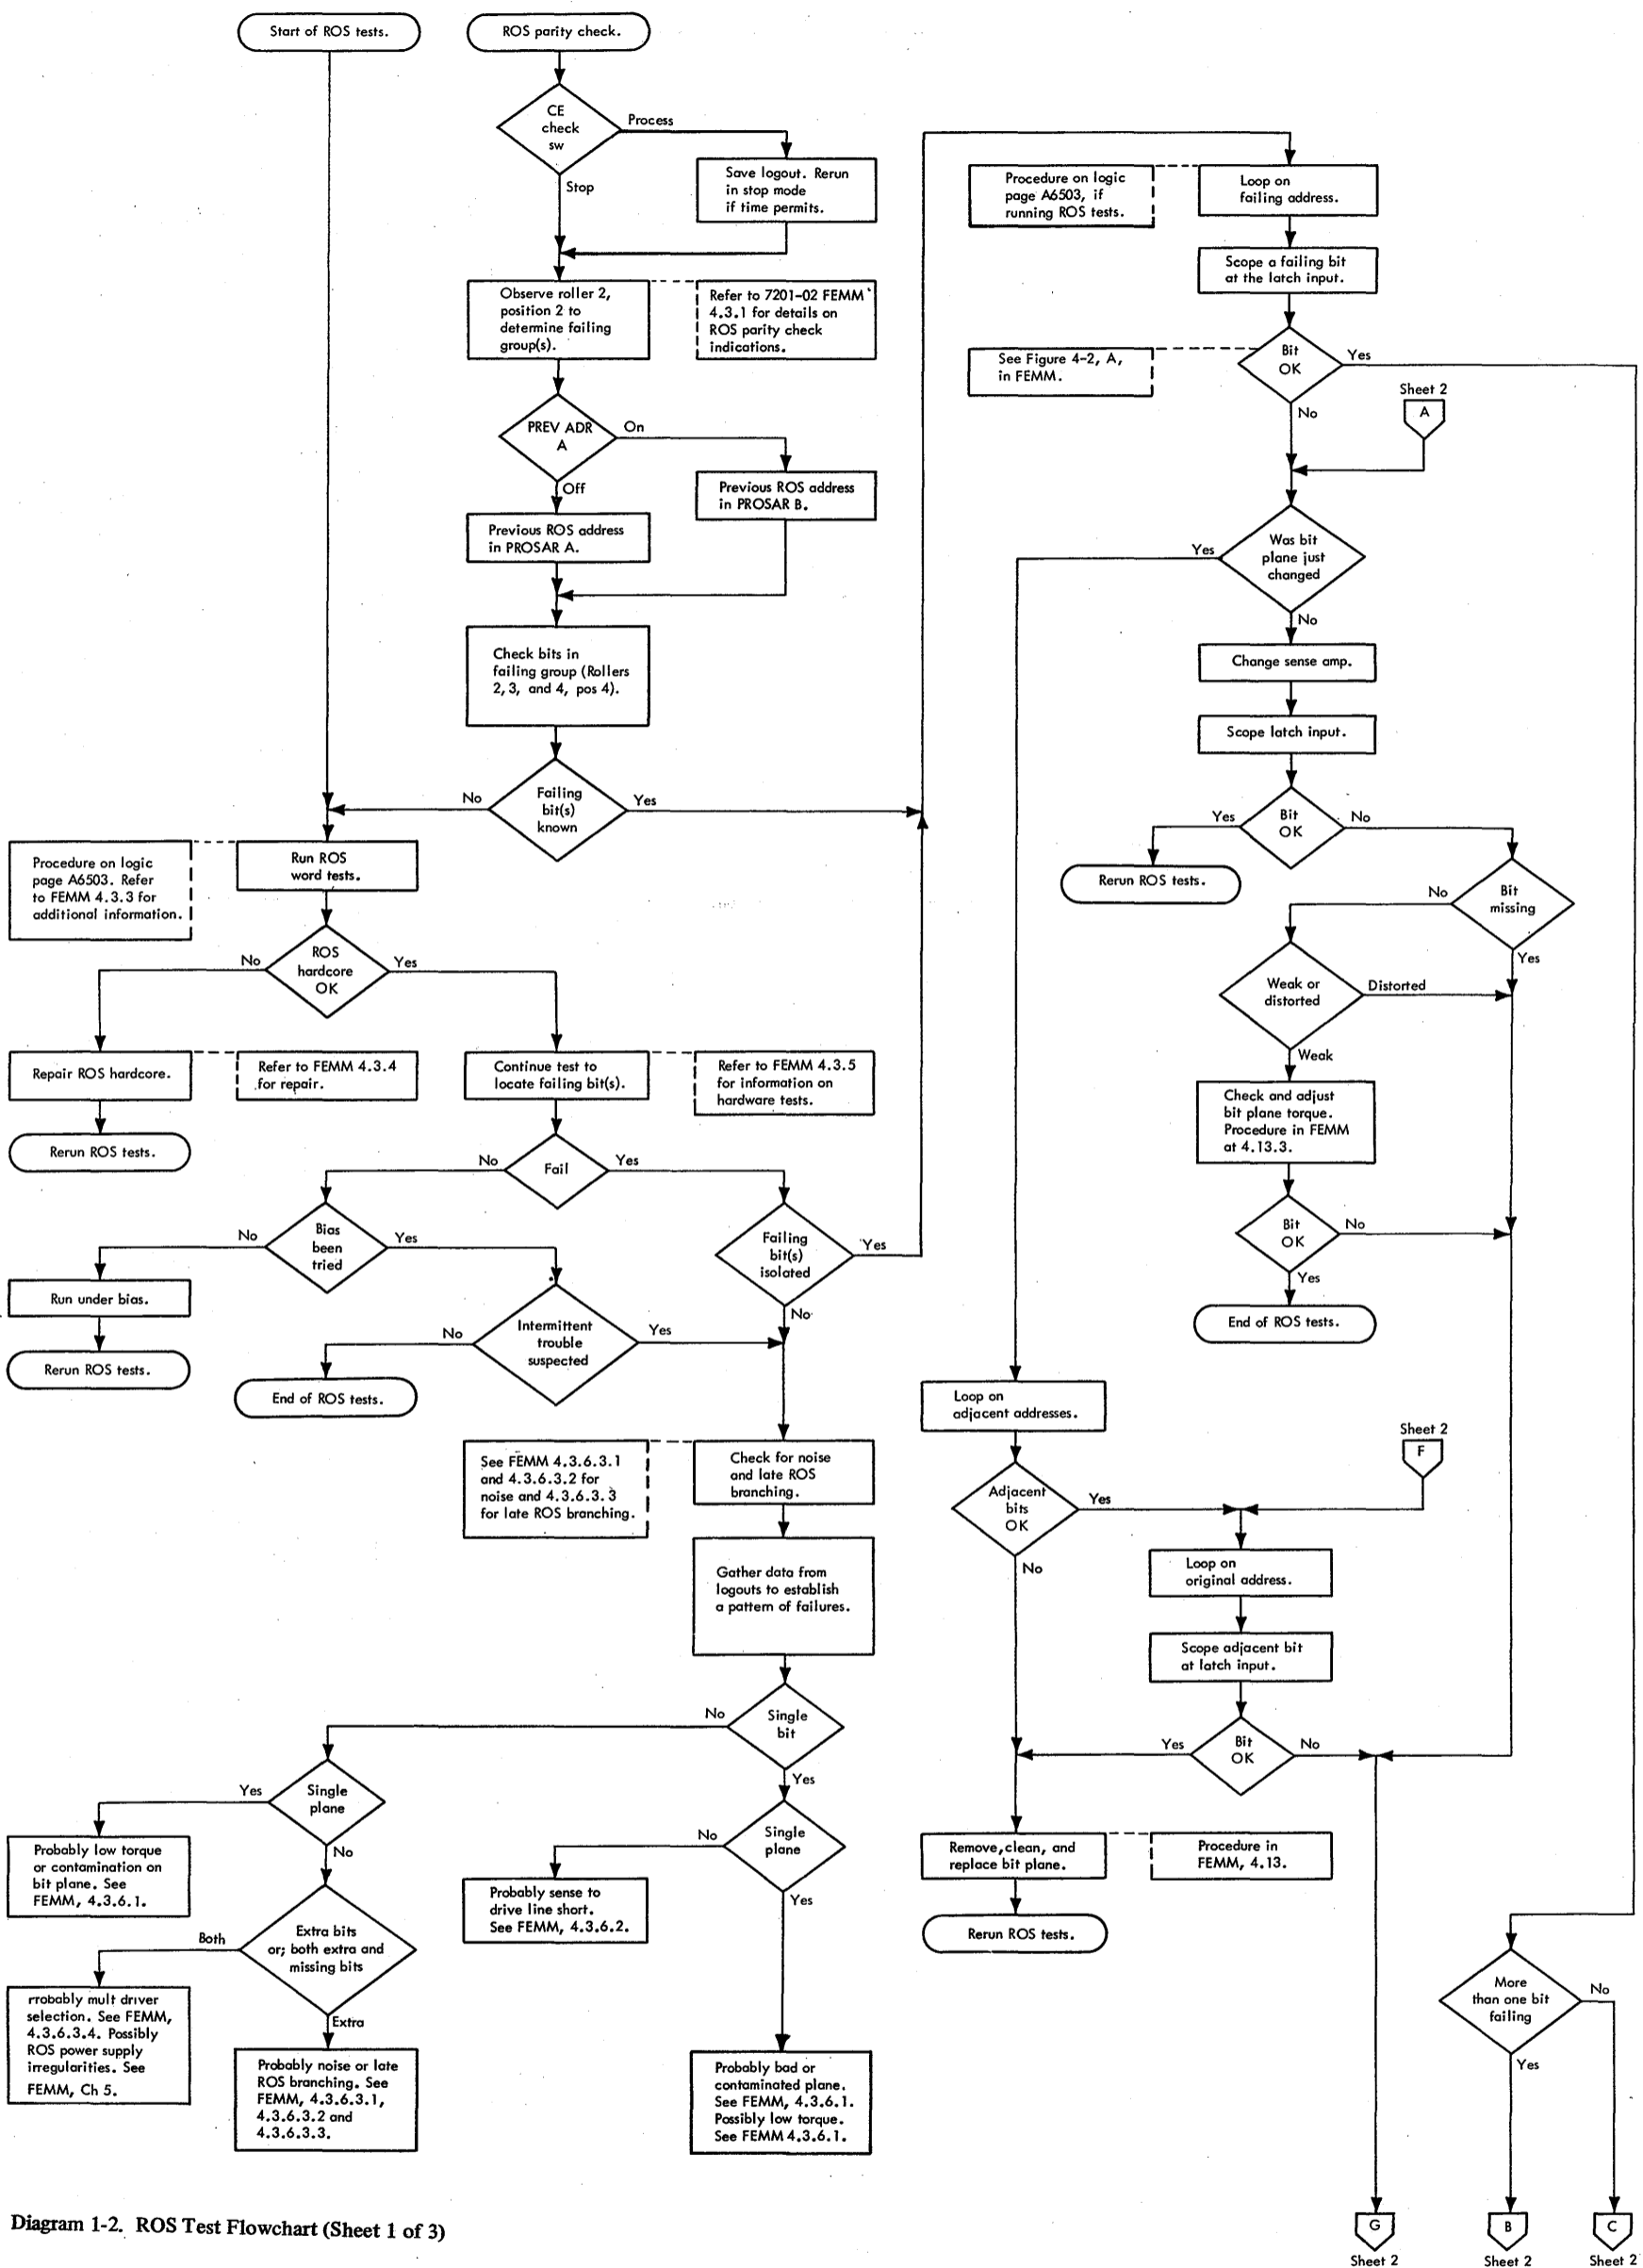 Start of ROS tests.
ROS parity check.
CE
check
sw
Process
Stop
Save logout. Rerun
in stop mode
if time permits.
Observe roller 2,
position 2 to
determine failing
group(s).
Refer to 7201-02 FEMM
4.3.1 for details on
ROS parity check
indications.
PREV ADR
A
On
Off
Previous ROS address
in PROSAR B.
Previous ROS address
in PROSAR A.
Check bits in
failing group (Rollers
2, 3, and 4, pos 4).
Failing
bit(s)
known
No
Yes
Procedure on logic
page A6503. Refer
to FEMM 4.3.3 for
additional information.
Run ROS
word tests.
ROS
hardcore
OK
No
Yes
Repair ROS hardcore.
Refer to FEMM 4.3.4
for repair.
Rerun ROS tests.
Continue test to
locate failing bit(s).
Refer to FEMM 4.3.5
for information on
hardware tests.
Fail
No
Yes
Bias
been
tried
No
Yes
Run under bias.
Rerun ROS tests.
Intermittent
trouble
suspected
No
Yes
End of ROS tests.
Failing
bit(s)
isolated
Yes
No
See FEMM 4.3.6.3.1
and 4.3.6.3.2 for
noise and 4.3.6.3.3
for late ROS branching.
Check for noise
and late ROS
branching.
Gather data from
logouts to establish
a pattern of failures.
Single
bit
No
Yes
Single
plane
Yes
No
Probably low torque
or contamination on
bit plane. See
FEMM, 4.3.6.1.
Extra bits
or; both extra and
missing bits
Both
Extra
Probably mult driver
selection. See FEMM,
4.3.6.3.4. Possibly
ROS power supply
irregularities. See
FEMM, Ch 5.
Probably noise or late
ROS branching. See
FEMM, 4.3.6.3.1,
4.3.6.3.2 and
4.3.6.3.3.
Single
plane
No
Yes
Probably sense to
drive line short.
See FEMM, 4.3.6.2.
Probably bad or
contaminated plane.
See FEMM, 4.3.6.1.
Possibly low torque.
See FEMM 4.3.6.1.
Procedure on logic
page A6503, if
running ROS tests.
Loop on
failing address.
Scope a failing bit
at the latch input.
See Figure 4-2, A,
in FEMM.
Bit
OK
Yes
No
Sheet 2
A
Was bit
plane just
changed
Yes
No
Change sense amp.
Scope latch input.
Bit
OK
Yes
No
Rerun ROS tests.
Bit
missing
No
Yes
Weak or
distorted
Distorted
Weak
Check and adjust
bit plane torque.
Procedure in FEMM
at 4.13.3.
Bit
OK
No
Yes
End of ROS tests.
Loop on
adjacent addresses.
Sheet 2
F
Adjacent
bits
OK
Yes
No
Loop on
original address.
Scope adjacent bit
at latch input.
Bit
OK
Yes
No
Remove, clean, and
replace bit plane.
Procedure in
FEMM, 4.13.
Rerun ROS tests.
More
than one bit
failing
No
Yes
G
Sheet 2
B
Sheet 2
C
Sheet 2
Diagram 1-2. ROS Test Flowchart (Sheet 1 of 3)